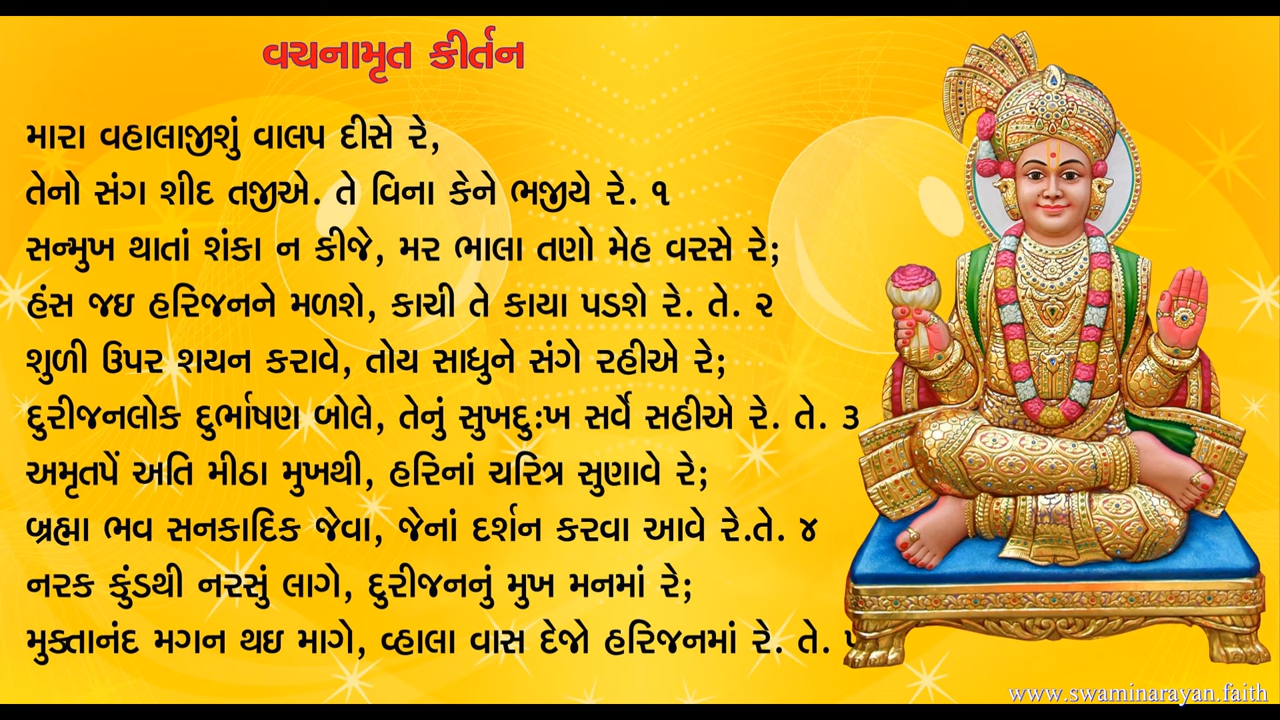 વચનામૃત કીર્તન
મારા વહાલાજીશું વાલપ દીસે રે,
તેનો સંગ શીદ તજીએ. તે વિના કેને ભજીયે રે. ૧
સન્મુખ થાતાં શંકા ન કીજે, મર ભાલા તણો મેહ વરસે રે;
હંસ જઇ હરિજનને મળશે, કાચી તે કાયા પડશે રે. તે. ૨
શુળી ઉપર શયન કરાવે, તોય સાધુને સંગે રહીએ રે;
દુરીજનલોક દુર્ભાષણ બોલે, તેનું સુખદુઃખ સર્વે સહીએ રે. તે. ૩
અમૃતપેં અતિ મીઠા મુખથી, હરિનાં ચરિત્ર સુણાવે રે;
બ્રહ્મા ભવ સનકાદિક જેવા, જેનાં દર્શન કરવા આવે રે.તે. ૪
નરક કુંડથી નરસું લાગે, દુરીજનનું મુખ મનમાં રે;
મુક્તાનંદ મગન થઇ માગે, વ્હાલા વાસ દેજો હરિજનમાં રે. તે. ૫
www.swaminarayan.faith